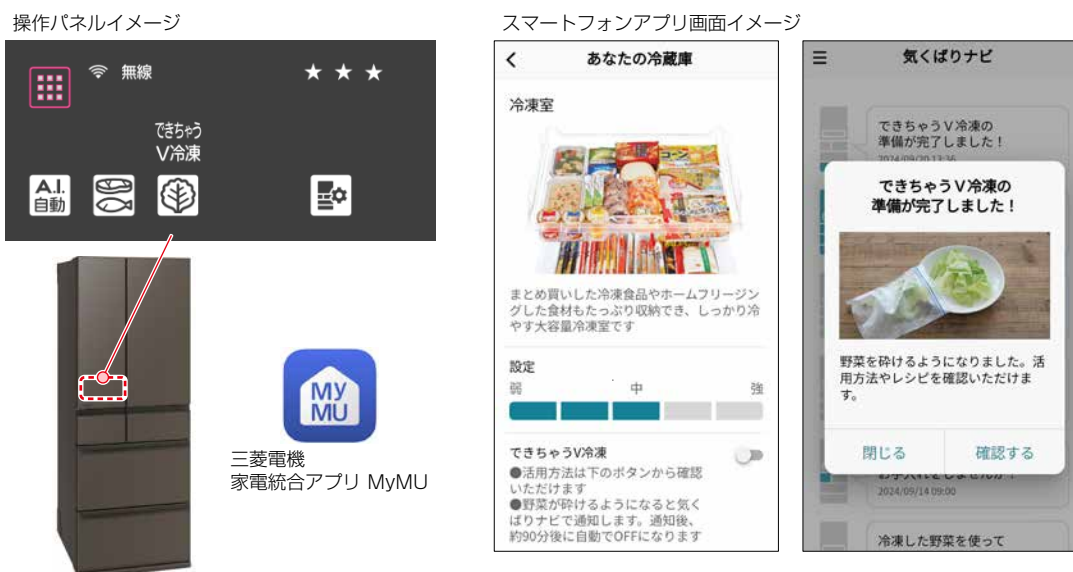 操作パネルイメージ
無線
★ ★ ★
できちゃう
V冷凍
A.I.
自動
MY
MU
三菱電機
家電統合アプリ MyMU
スマートフォンアプリ画面イメージ
あなたの冷蔵庫
冷凍室
まとめ買いした冷凍食品やホームフリージン
グした食材もたっぷり収納でき、しっかり冷
やす大容量冷凍室です
設定
弱 中 強
できちゃうV冷凍
●活用方法は下のボタンから確認
いただけます
●野菜が砕けるようになると気く
ばりナビで通知します。通知後、
約90分後に自動でOFFになります
気くばりナビ
できちゃうV冷凍の
準備が完了しました！
2024/09/20 13:36
できちゃうV冷凍の
準備が完了しました！
野菜を砕けるようになりました。活
用方法やレシピを確認いただけま
す。
閉じる 確認する
2024/09/14 09:00
冷凍した野菜を使って